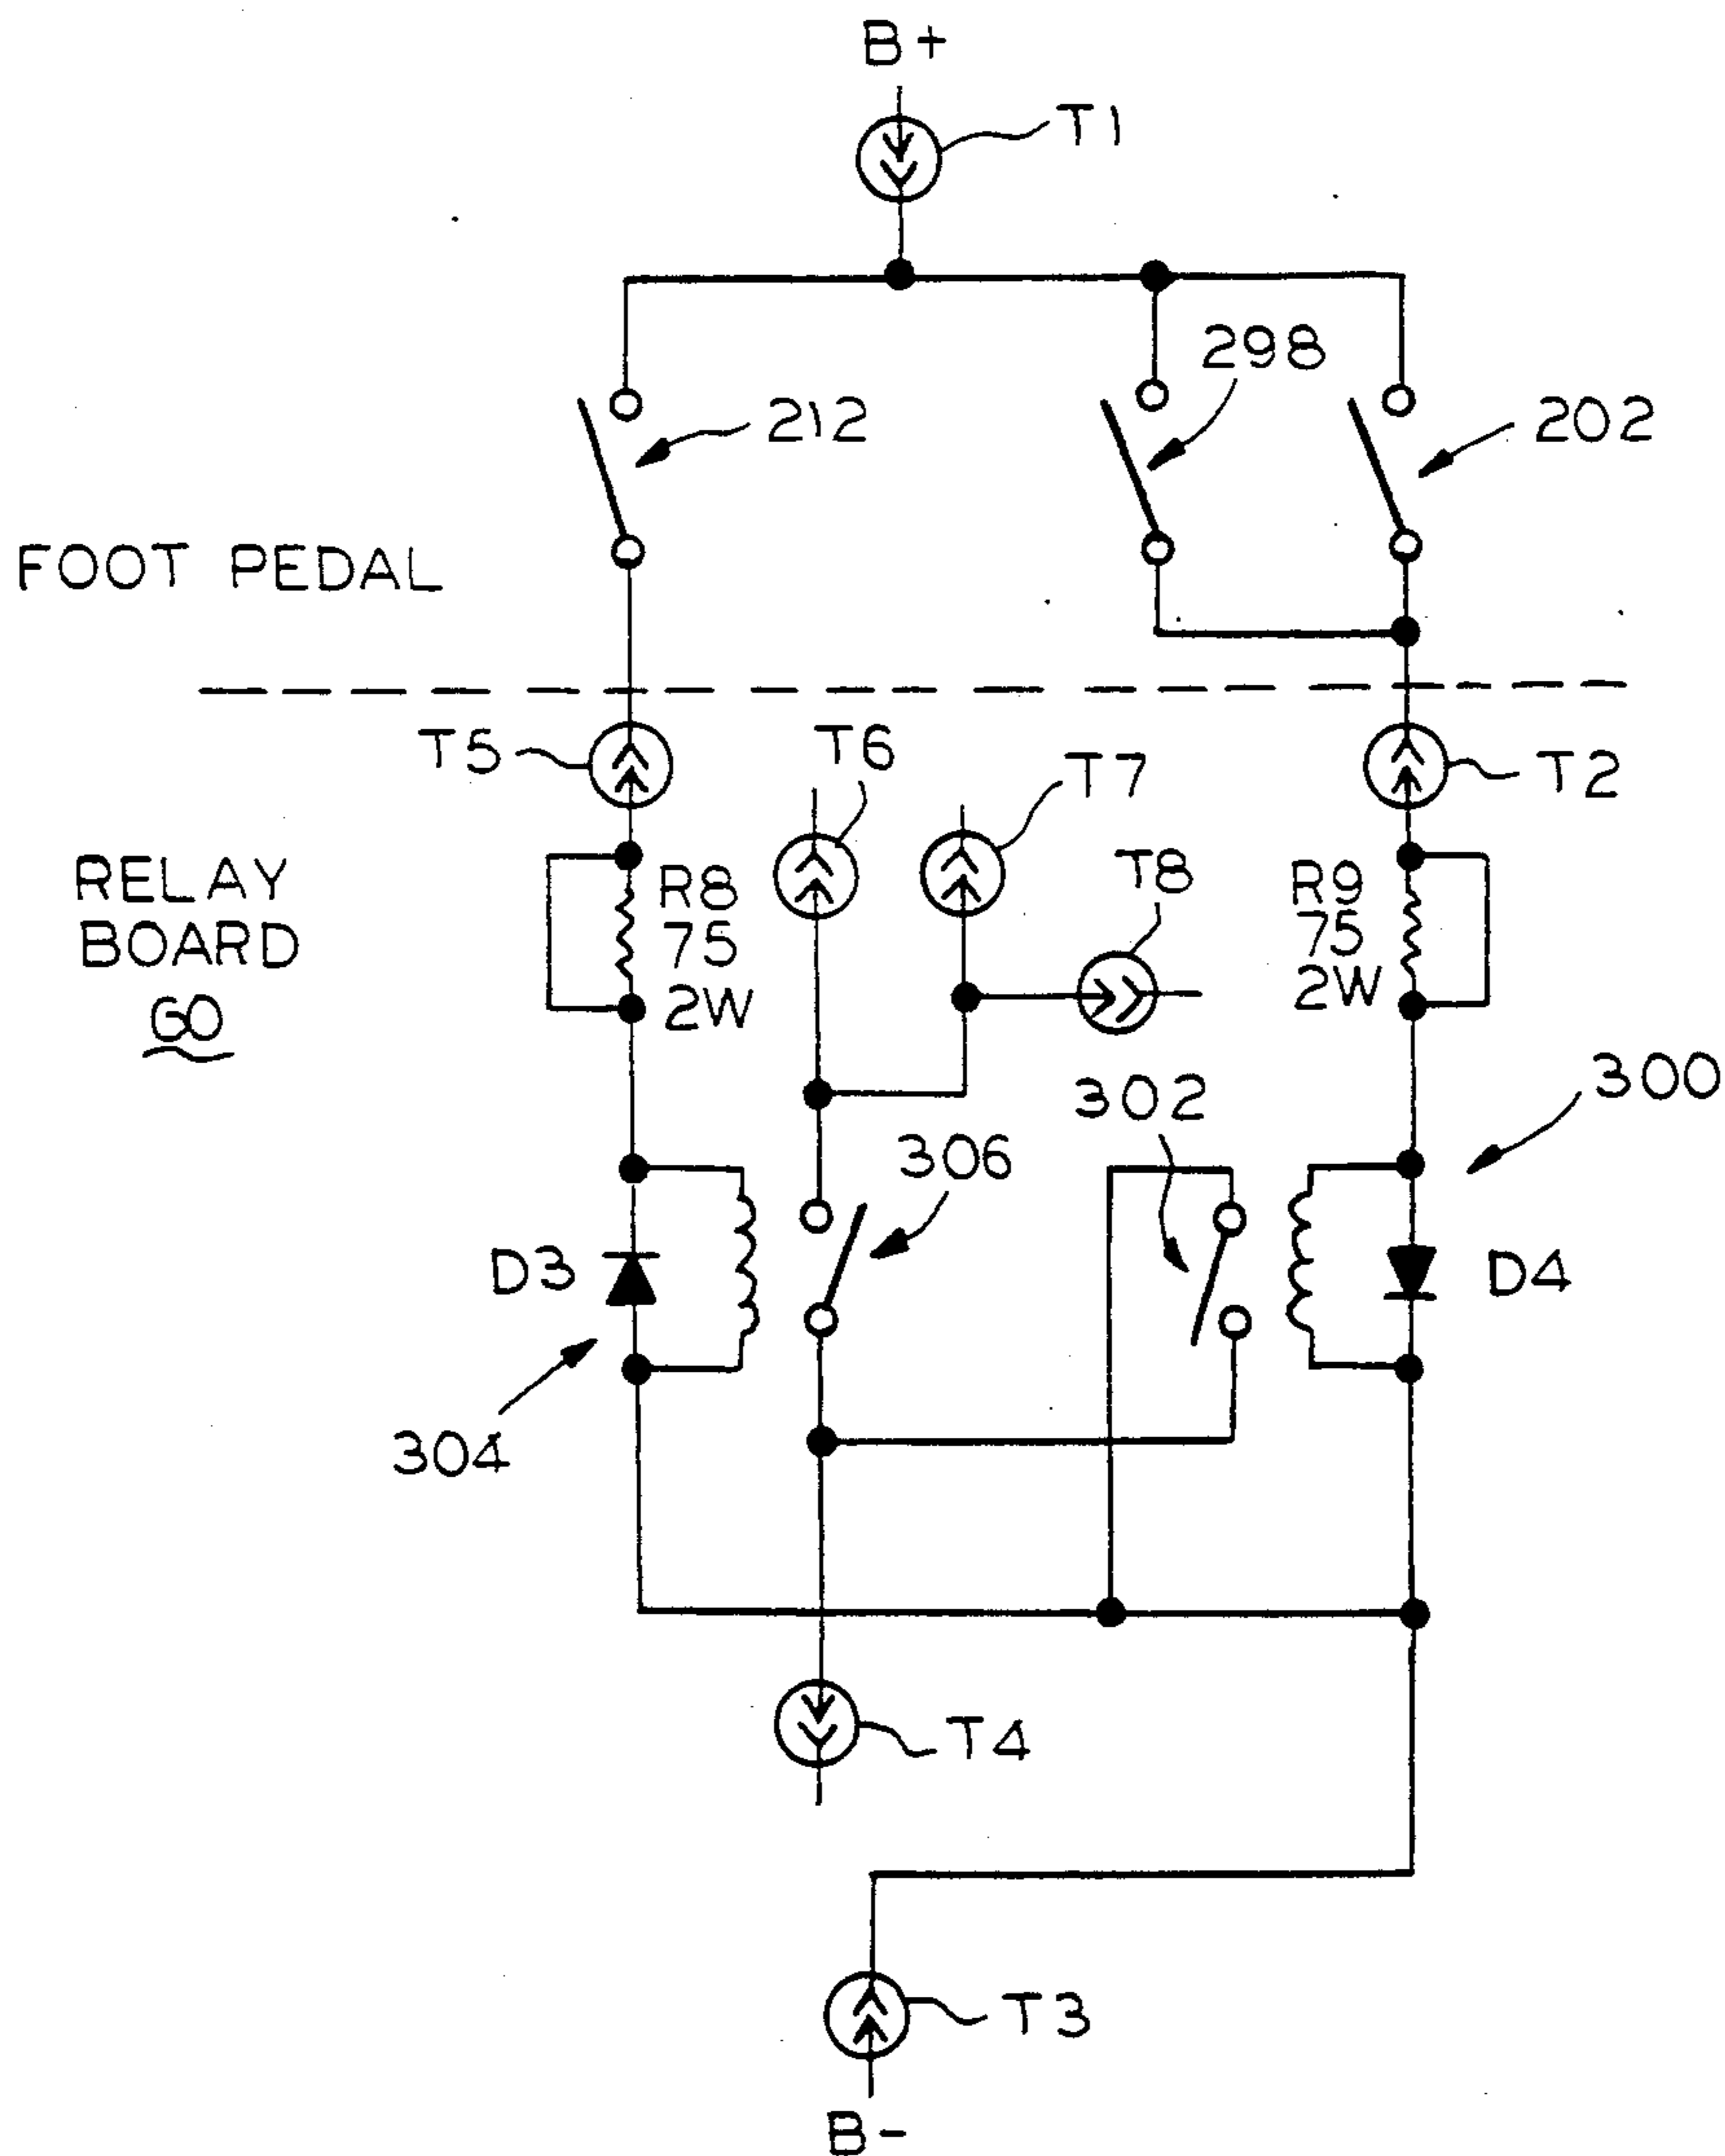 B+
T1
298
212
202
FOOT PEDAL
T5
T6
T7
T2
T8
RELAY
BOARD
60
R8
75
2W
R9
75
2W
300
302
306
D3
D4
304
T4
T3
B-